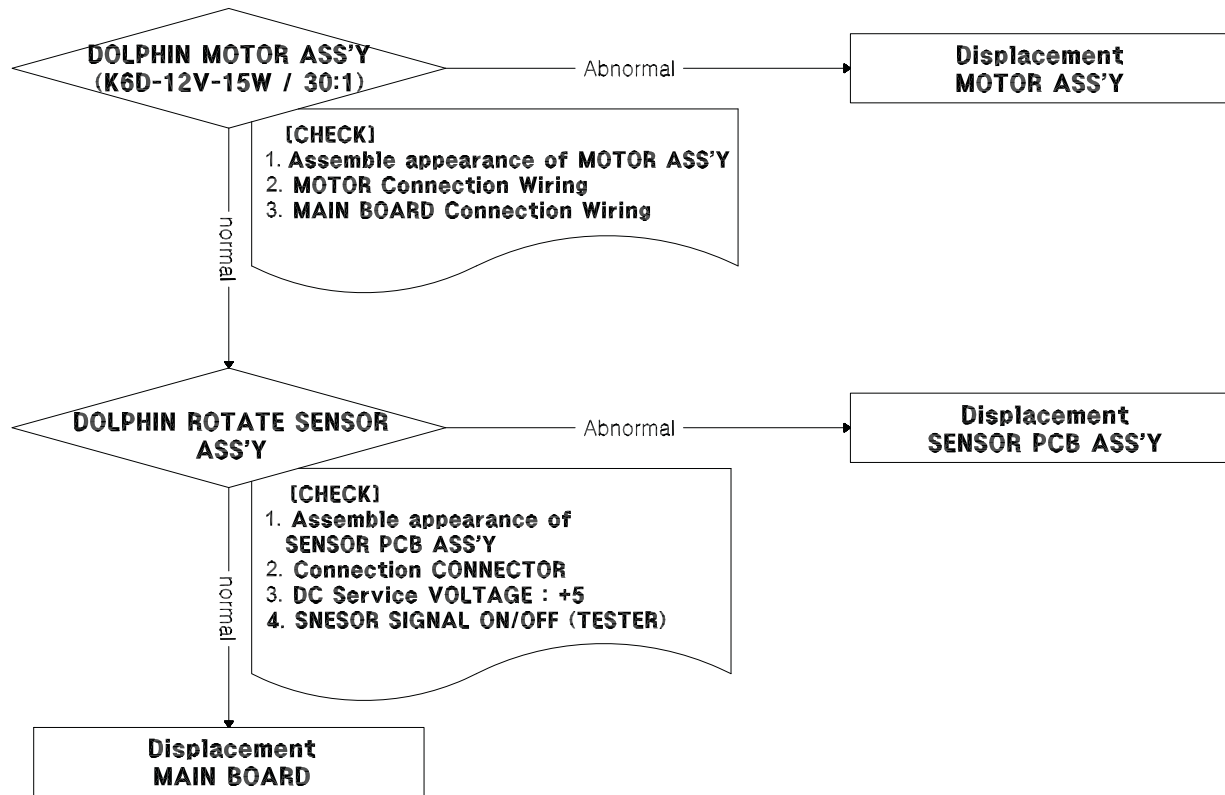 DOLPHIN MOTOR ASS'Y
(K6D-12V-15W / 30:1)
Abnormal
Displacement
MOTOR ASS'Y
[CHECK]
1. Assemble appearance of MOTOR ASS'Y
2. MOTOR Connection Wiring
3. MAIN BOARD Connection Wiring
normal
DOLPHIN ROTATE SENSOR
ASS'Y
Abnormal
Displacement
SENSOR PCB ASS'Y
[CHECK]
1. Assemble appearance of
SENSOR PCB ASS'Y
2. Connection CONNECTOR
3. DC Service VOLTAGE : +5
4. SNESOR SIGNAL ON/OFF (TESTER)
normal
Displacement
MAIN BOARD